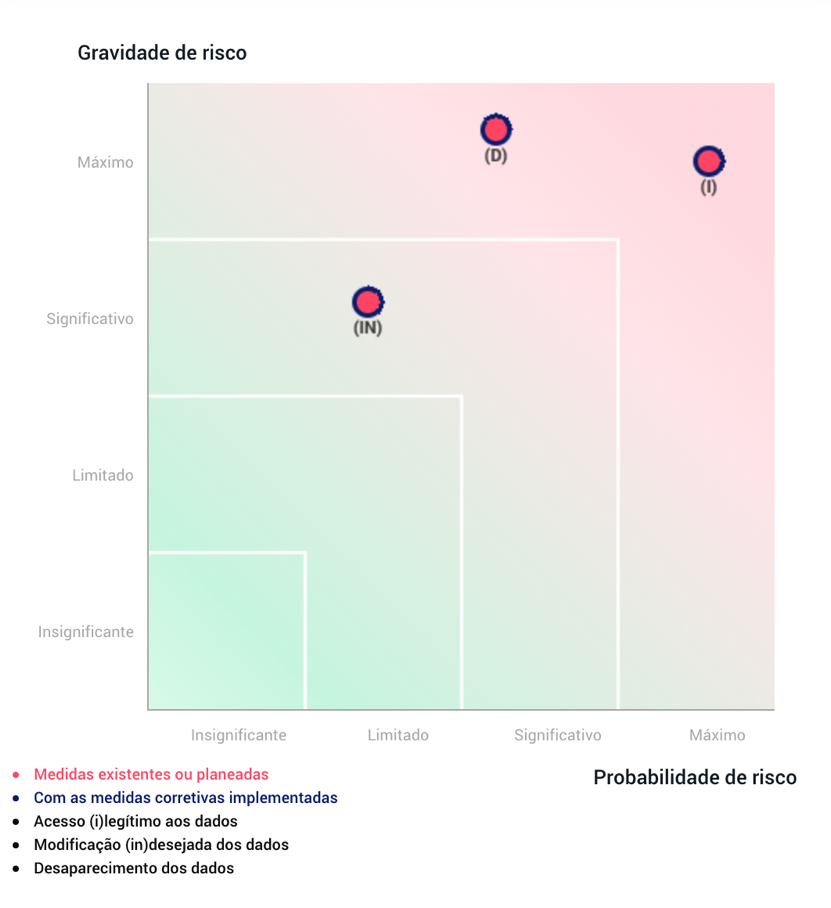 Gravidade de risco
Máximo
(D)
(I)
Significativo
(IN)
Limitado
Insignificante
Insignificante Limitado Significativo Máximo
Probabilidade de risco
Medidas existentes ou planeadas
Com as medidas corretivas implementadas
Acesso (i)legítimo aos dados
Modificação (in)desejada dos dados
Desaparecimento dos dados